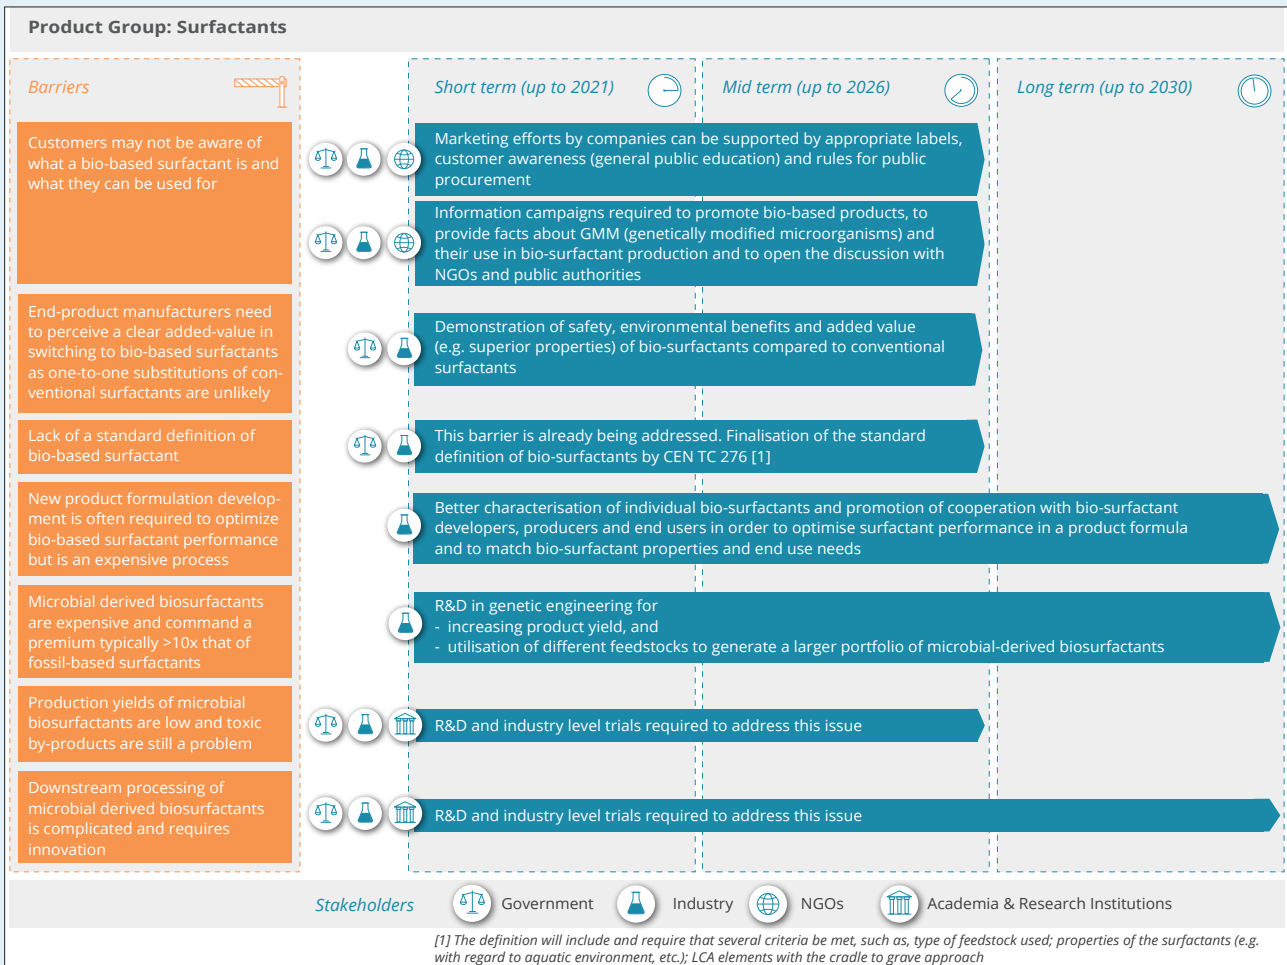 Product Group: Surfactants
Barriers
Short term (up to 2021)
Mid term (up to 2026)
Long term (up to 2030)
Customers may not be aware of
what a bio-based surfactant is and
what they can be used for
Marketing efforts by companies can be supported by appropriate labels,
customer awareness (general public education) and rules for public
procurement
Information campaigns required to promote bio-based products, to
provide facts about GMM (genetically modified microorganisms) and
their use in bio-surfactant production and to open the discussion with
NGOs and public authorities
End-product manufacturers need
to perceive a clear added-value in
switching to bio-based surfactants
as one-to-one substitutions of con-
ventional surfactants are unlikely
Demonstration of safety, environmental benefits and added value
(e.g. superior properties) of bio-surfactants compared to conventional
surfactants
Lack of a standard definition of
bio-based surfactant
This barrier is already being addressed. Finalisation of the standard
definition of bio-surfactants by CEN TC 276 [1]
New product formulation develop-
ment is often required to optimize
bio-based surfactant performance
but is an expensive process
Better characterisation of individual bio-surfactants and promotion of cooperation with bio-surfactant
developers, producers and end users in order to optimise surfactant performance in a product formula
and to match bio-surfactant properties and end use needs
Microbial derived biosurfactants
are expensive and command a
premium typically >10x that of
fossil-based surfactants
R&D in genetic engineering for
- increasing product yield, and
- utilisation of different feedstocks to generate a larger portfolio of microbial-derived biosurfactants
Production yields of microbial
biosurfactants are low and toxic
by-products are still a problem
R&D and industry level trials required to address this issue
Downstream processing of
microbial derived biosurfactants
is complicated and requires
innovation
R&D and industry level trials required to address this issue
Stakeholders
Government
Industry
NGOs
Academia & Research Institutions
[1] The definition will include and require that several criteria be met, such as, type of feedstock used; properties of the surfactants (e.g.
with regard to aquatic environment, etc.); LCA elements with the cradle to grave approach